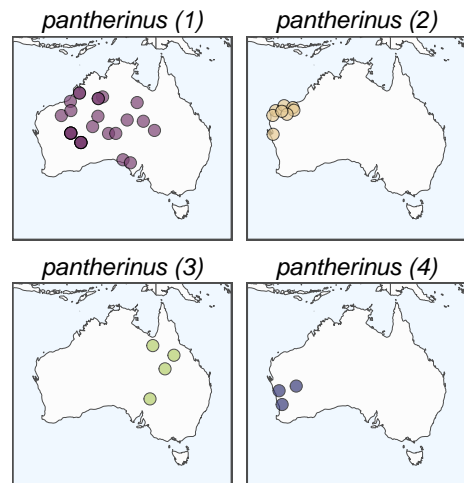 pantherinus (1)
pantherinus (2)
pantherinus (3)
pantherinus (4)